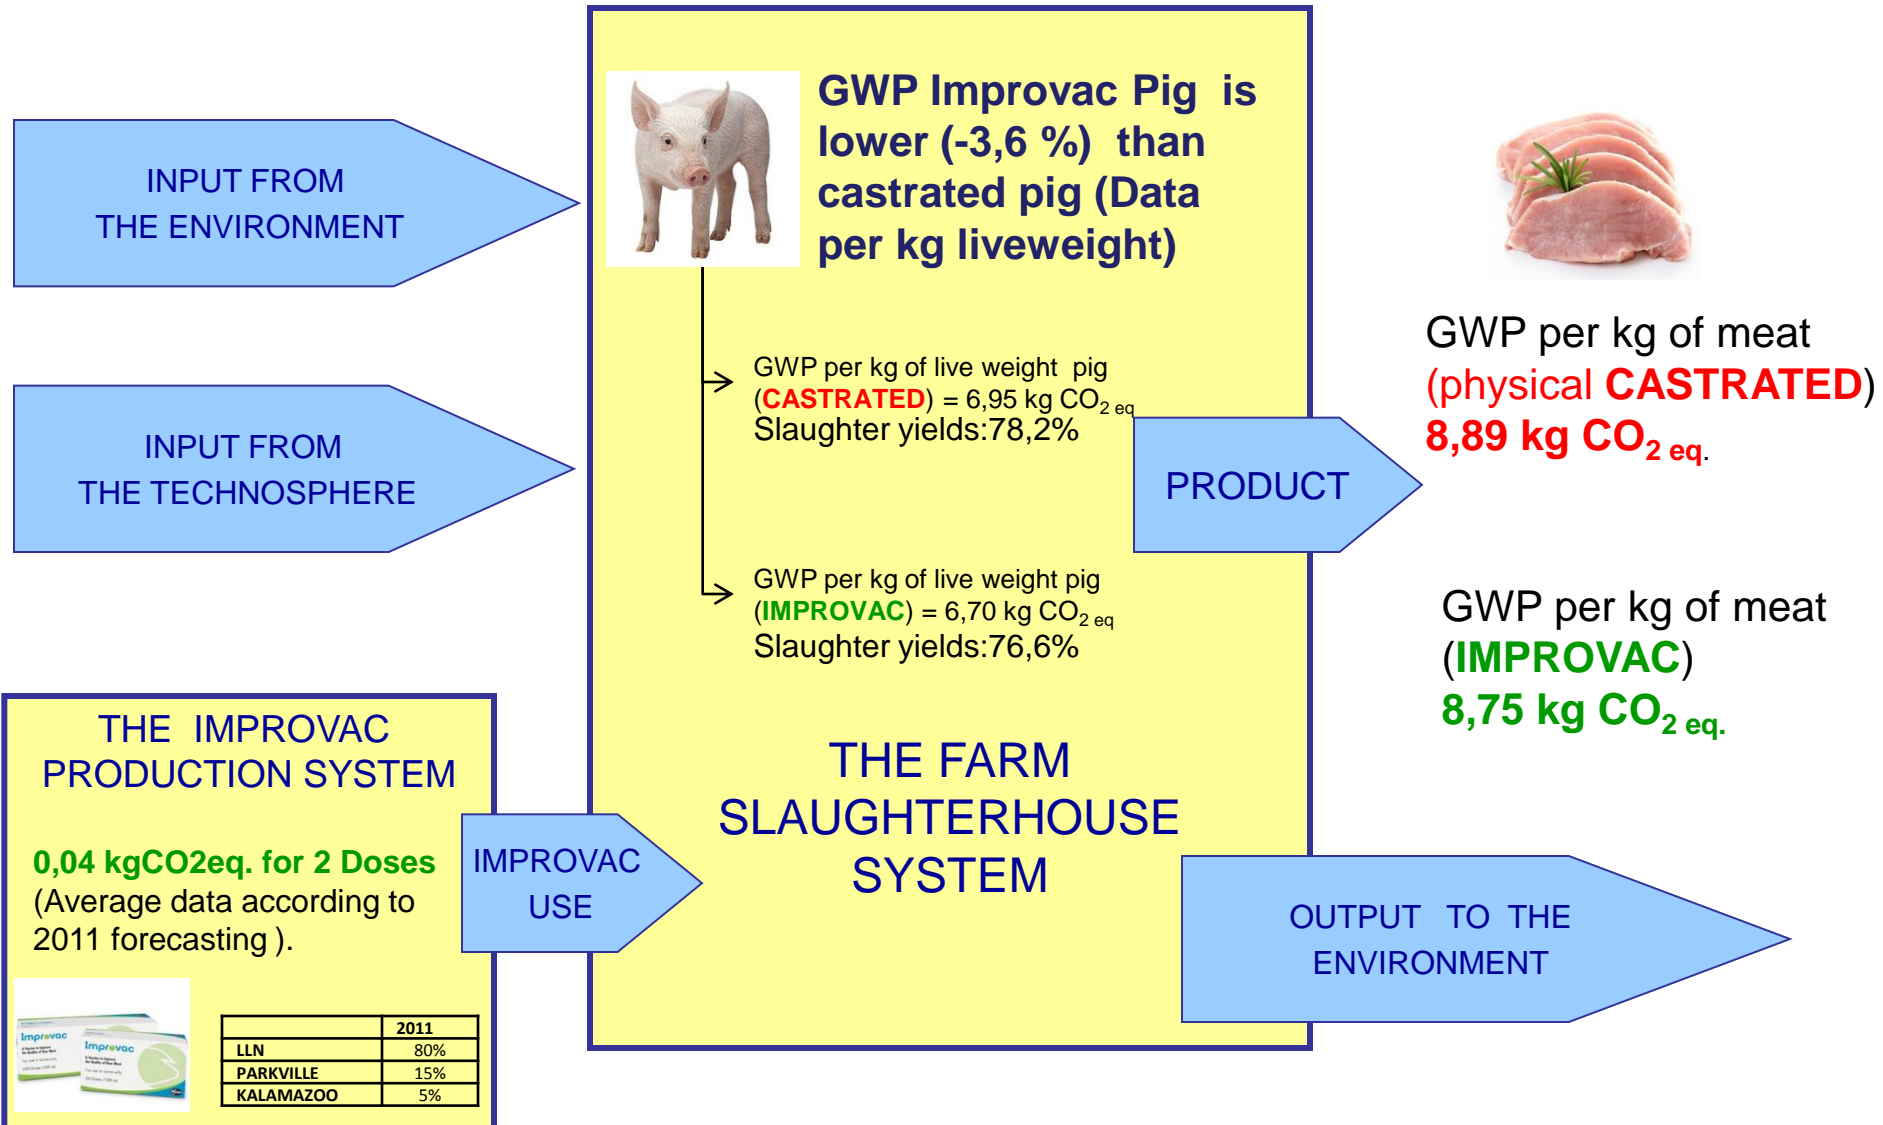 GWP Improvac Pig is
lower (-3,6 %) than
castrated pig (Data
per kg liveweight)
INPUT FROM
THE ENVIRONMENT
GWP per kg of live weight pig
(CASTRATED) = 6,95 kg CO2 eq
Slaughter yields:78,2%
INPUT FROM
THE TECHNOSPHERE
PRODUCT
GWP per kg of meat
(physical CASTRATED)
8,89 kg CO2 eq.
GWP per kg of live weight pig
(IMPROVAC) = 6,70 kg CO2 eq
Slaughter yields:76,6%
GWP per kg of meat
(IMPROVAC)
8,75 kg CO2 eq.
THE IMPROVAC
PRODUCTION SYSTEM
0,04 kgCO2eq. for 2 Doses
(Average data according to
2011 forecasting ).
IMPROVAC
USE
THE FARM
SLAUGHTERHOUSE
SYSTEM
OUTPUT TO THE
ENVIRONMENT
Improvac
Improvac
2011
LLN 80%
PARKVILLE 15%
KALAMAZOO 5%